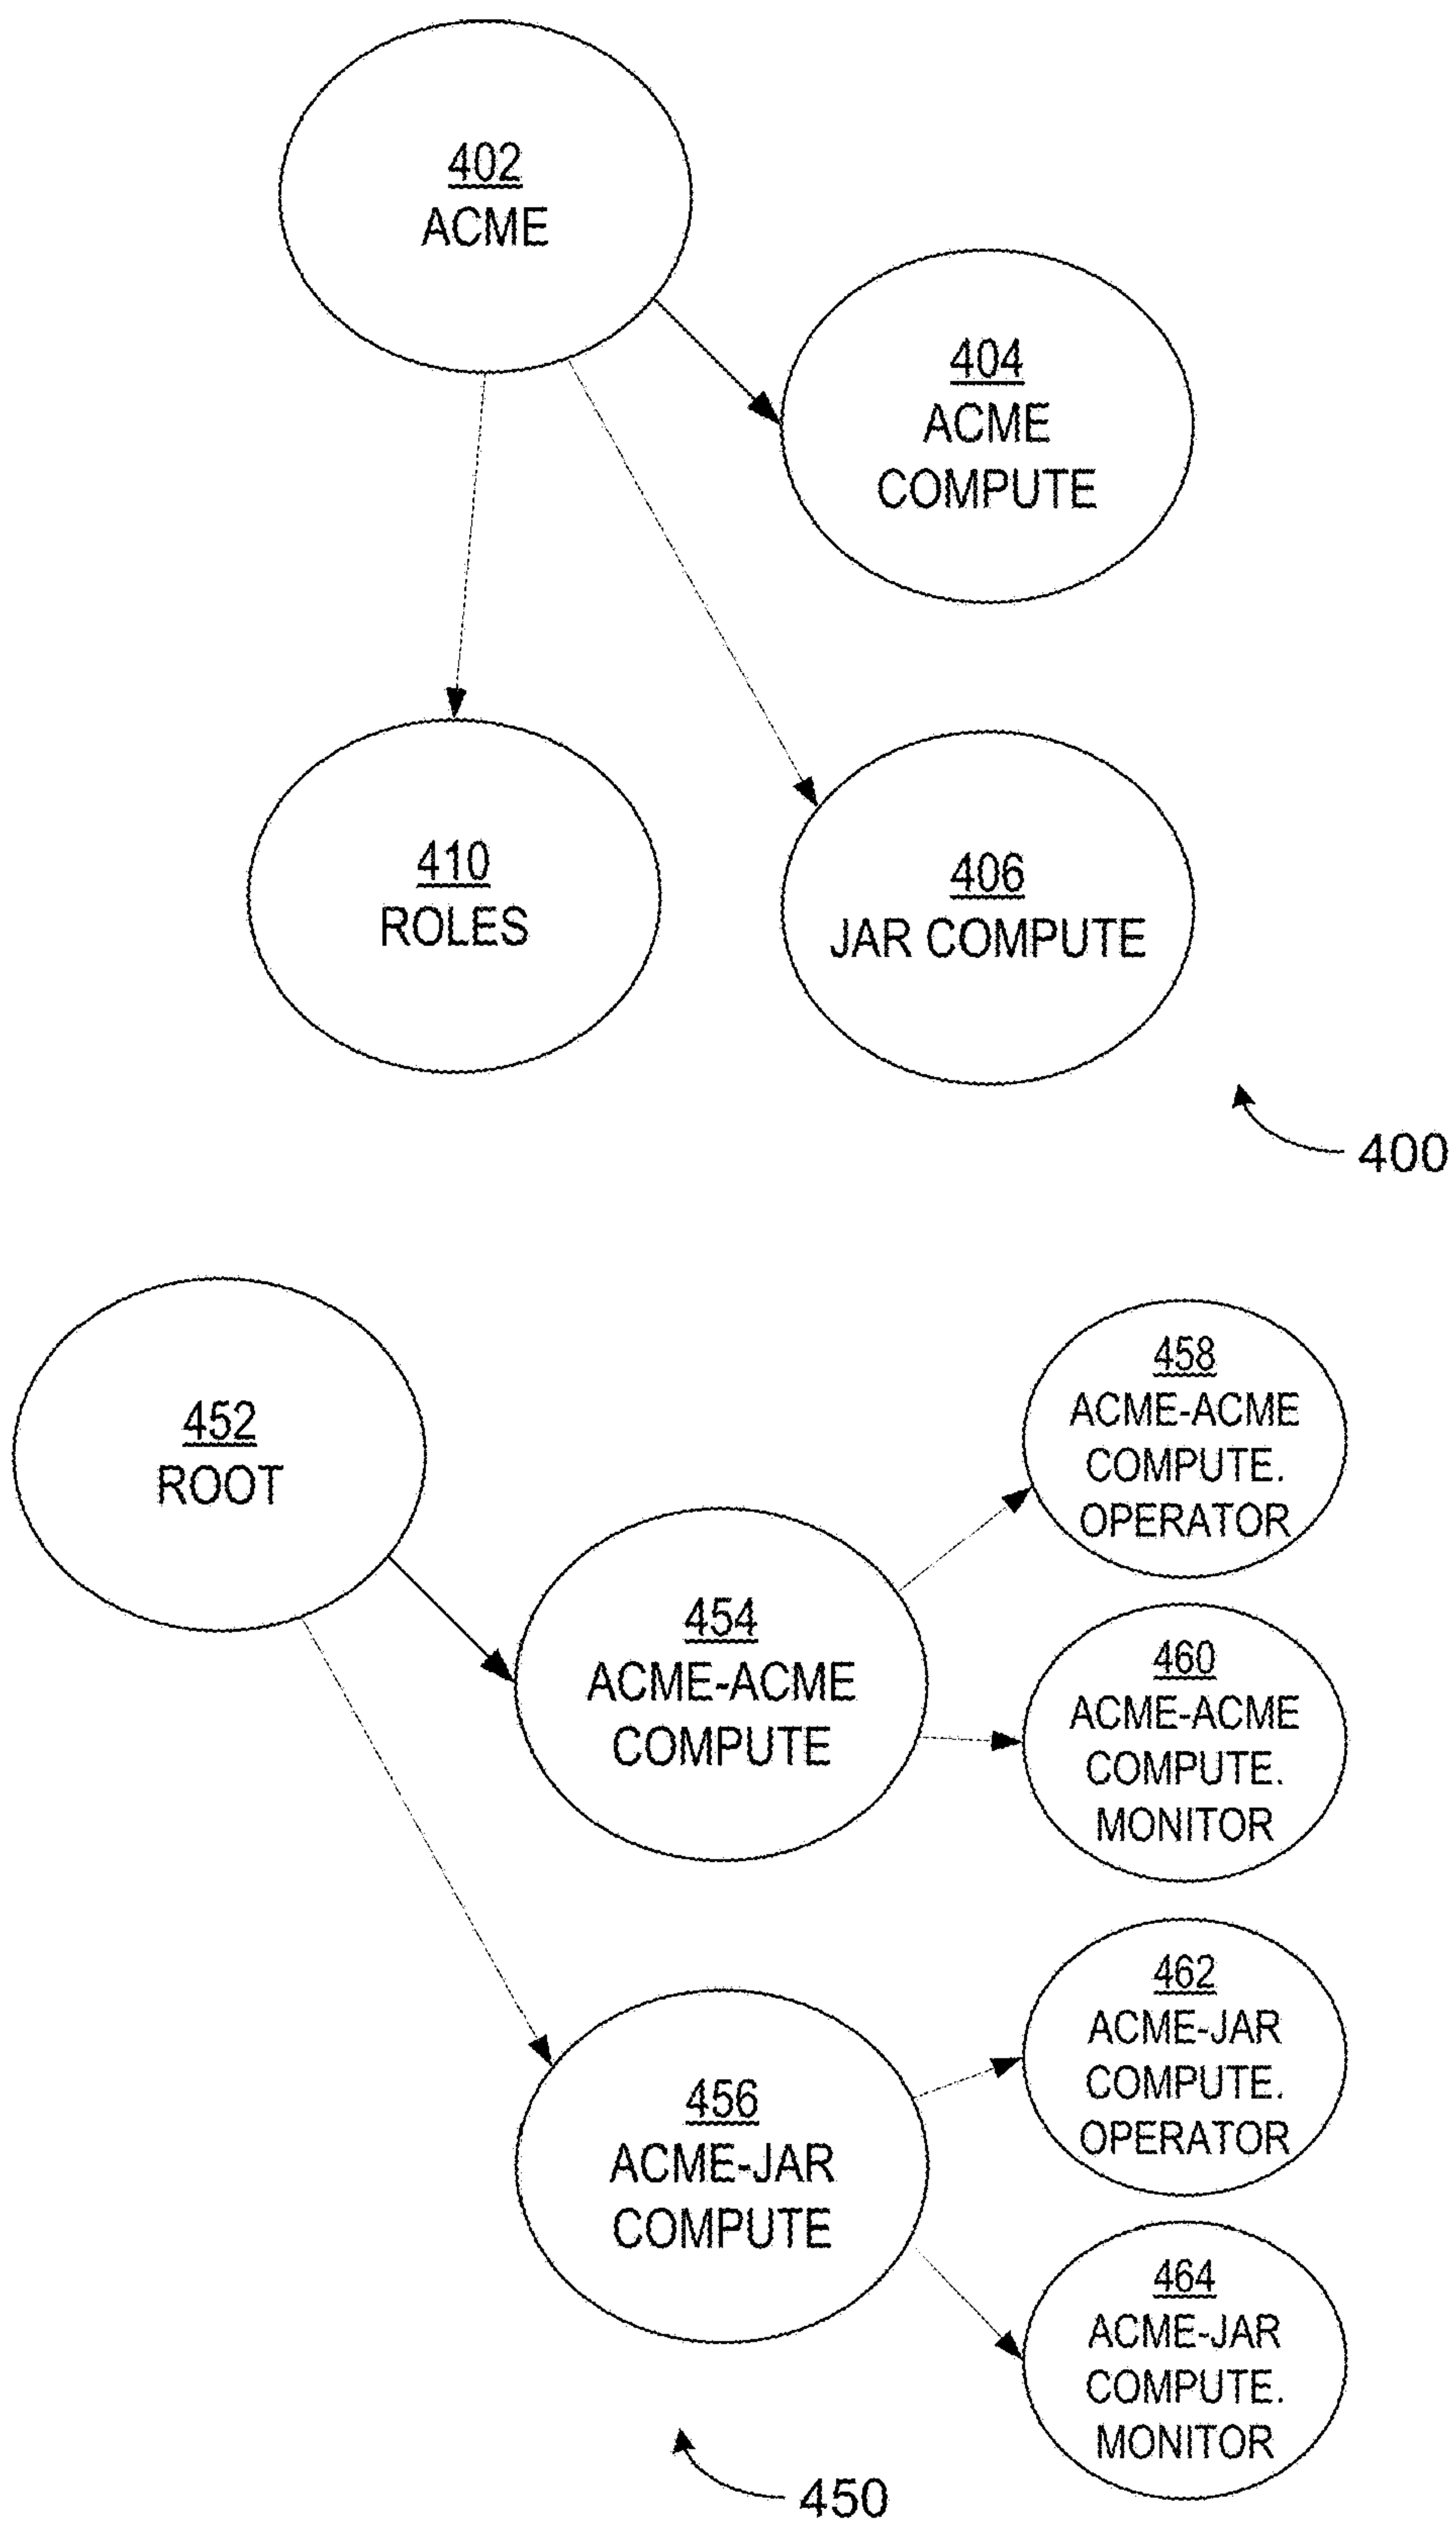 402
ACME
404
ACME
COMPUTE
410
ROLES
406
JAR COMPUTE
400
452
ROOT
458
ACME-ACME
COMPUTE.
OPERATOR
454
ACME-ACME
COMPUTE
460
ACME-ACME
COMPUTE.
MONITOR
456
ACME-JAR
COMPUTE
462
ACME-JAR
COMPUTE.
OPERATOR
464
ACME-JAR
COMPUTE.
MONITOR
450